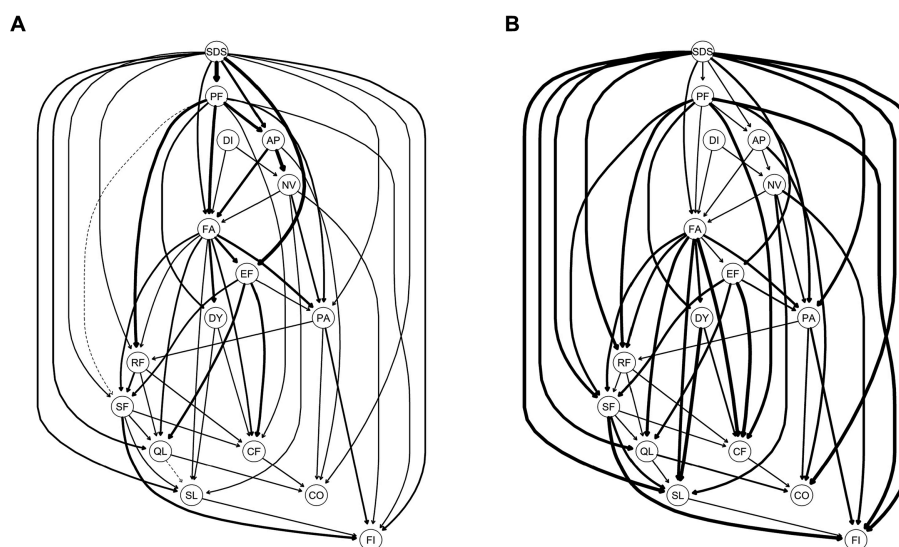 A
B
SDS
SDS
PF
PF
DI
AP
DI
AP
NV
NV
FA
FA
EF
EF
DY
PA
DY
PA
RF
RF
SF
SF
QL
CF
QL
CF
SL
CO
SL
CO
FI
FI